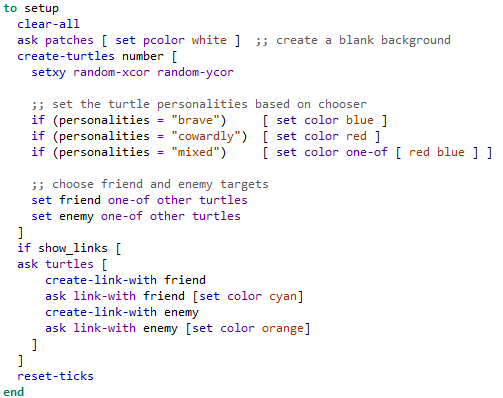 to setup
  clear-all
  ask patches [ set pcolor white ]  ;; create a blank background
  create-turtles number [
    setxy random-xcor random-ycor

    ;; set the turtle personalities based on chooser
    if (personalities = "brave")     [ set color blue ]
    if (personalities = "cowardly")  [ set color red ]
    if (personalities = "mixed")     [ set color one-of [ red blue ] ]

    ;; choose friend and enemy targets
    set friend one-of other turtles
    set enemy one-of other turtles
  ]
  if show_links [
  ask turtles [
      create-link-with friend
      ask link-with friend [set color cyan]
      create-link-with enemy
      ask link-with enemy [set color orange]
    ]
  ]
  reset-ticks
end